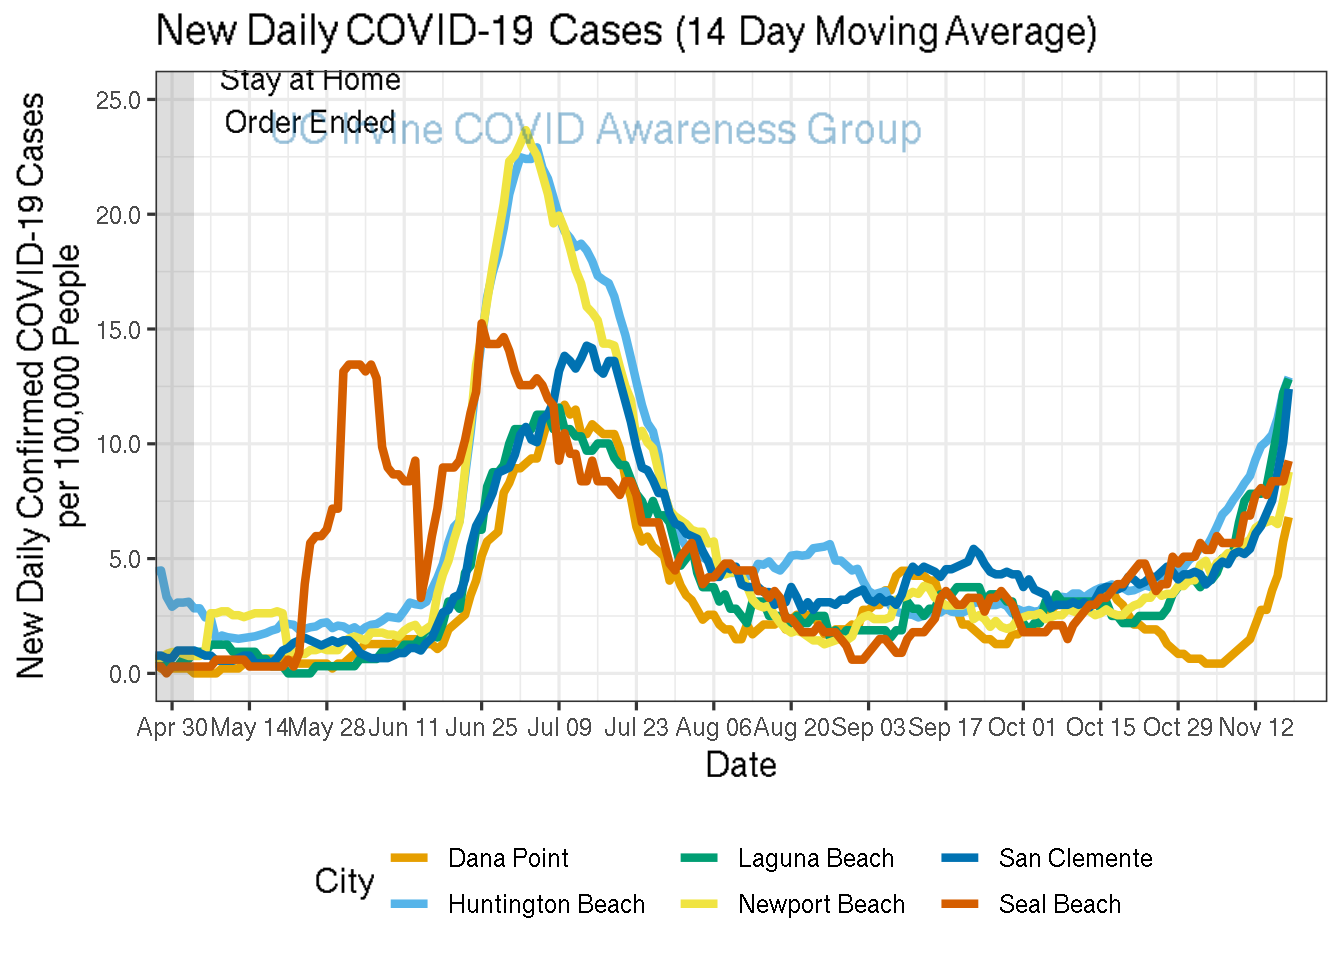 New Daily COVID-19 Cases (14 Day Moving Average)
Stay at Home
Order Ended
UC Irvine COVID Awareness Group
New Daily Confirmed COVID-19 Cases
per 100,000 People
25.0
20.0
15.0
10.0
5.0
0.0
Apr 30 May 14 May 28 Jun 11 Jun 25 Jul 09 Jul 23 Aug 06 Aug 20 Sep 03 Sep 17 Oct 01 Oct 15 Oct 29 Nov 12
Date
City
Dana Point Laguna Beach San Clemente
Huntington Beach Newport Beach Seal Beach